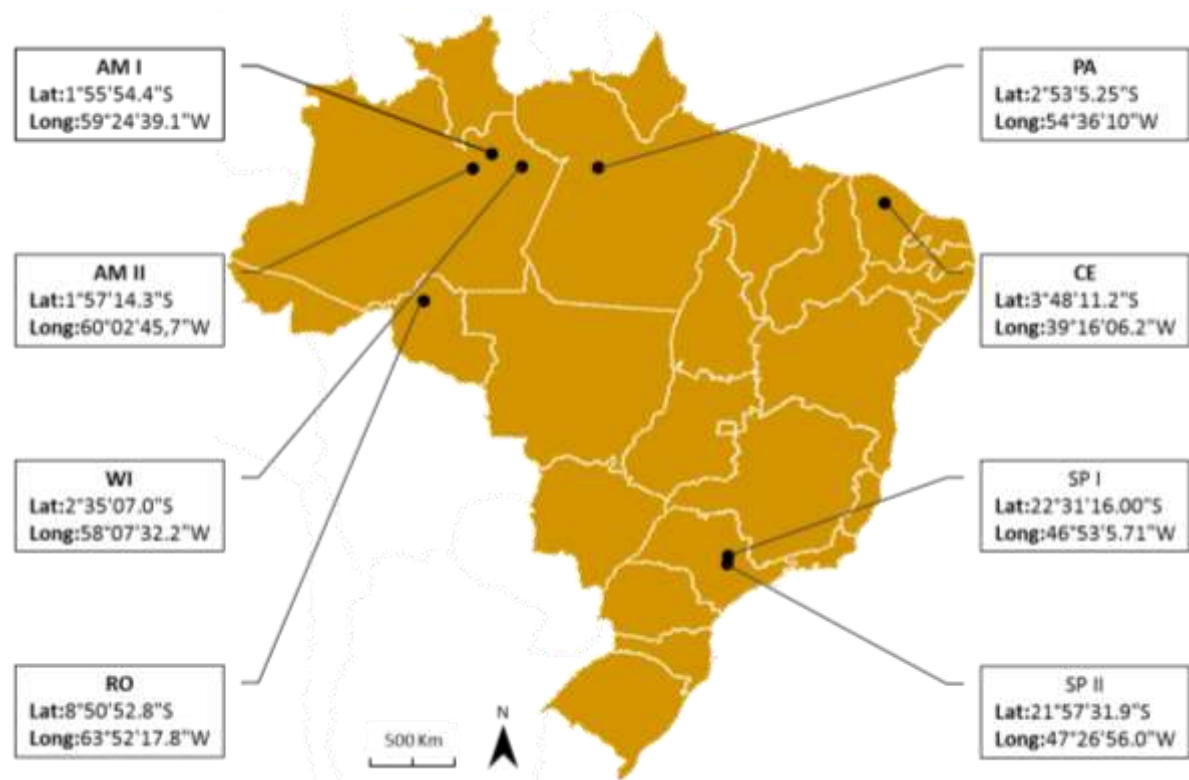 AM I
Lat:1°55'54.4"S
Long:59°24'39.1"W
AM II
Lat:1°57'14.3"S
Long:60°02'45,7"W
WI
Lat:2°35'07.0"S
Long:58°07'32.2"W
RO
Lat:8°50'52.8"S
Long:63°52'17.8"W
PA
Lat:2°53'5.25"S
Long:54°36'10"W
CE
Lat:3°48'11.2"S
Long:39°16'06.2"W
SP I
Lat:22°31'16.00"S
Long:46°53'5.71"W
SP II
Lat:21°57'31.9"S
Long:47°26'56.0"W
500 Km
N